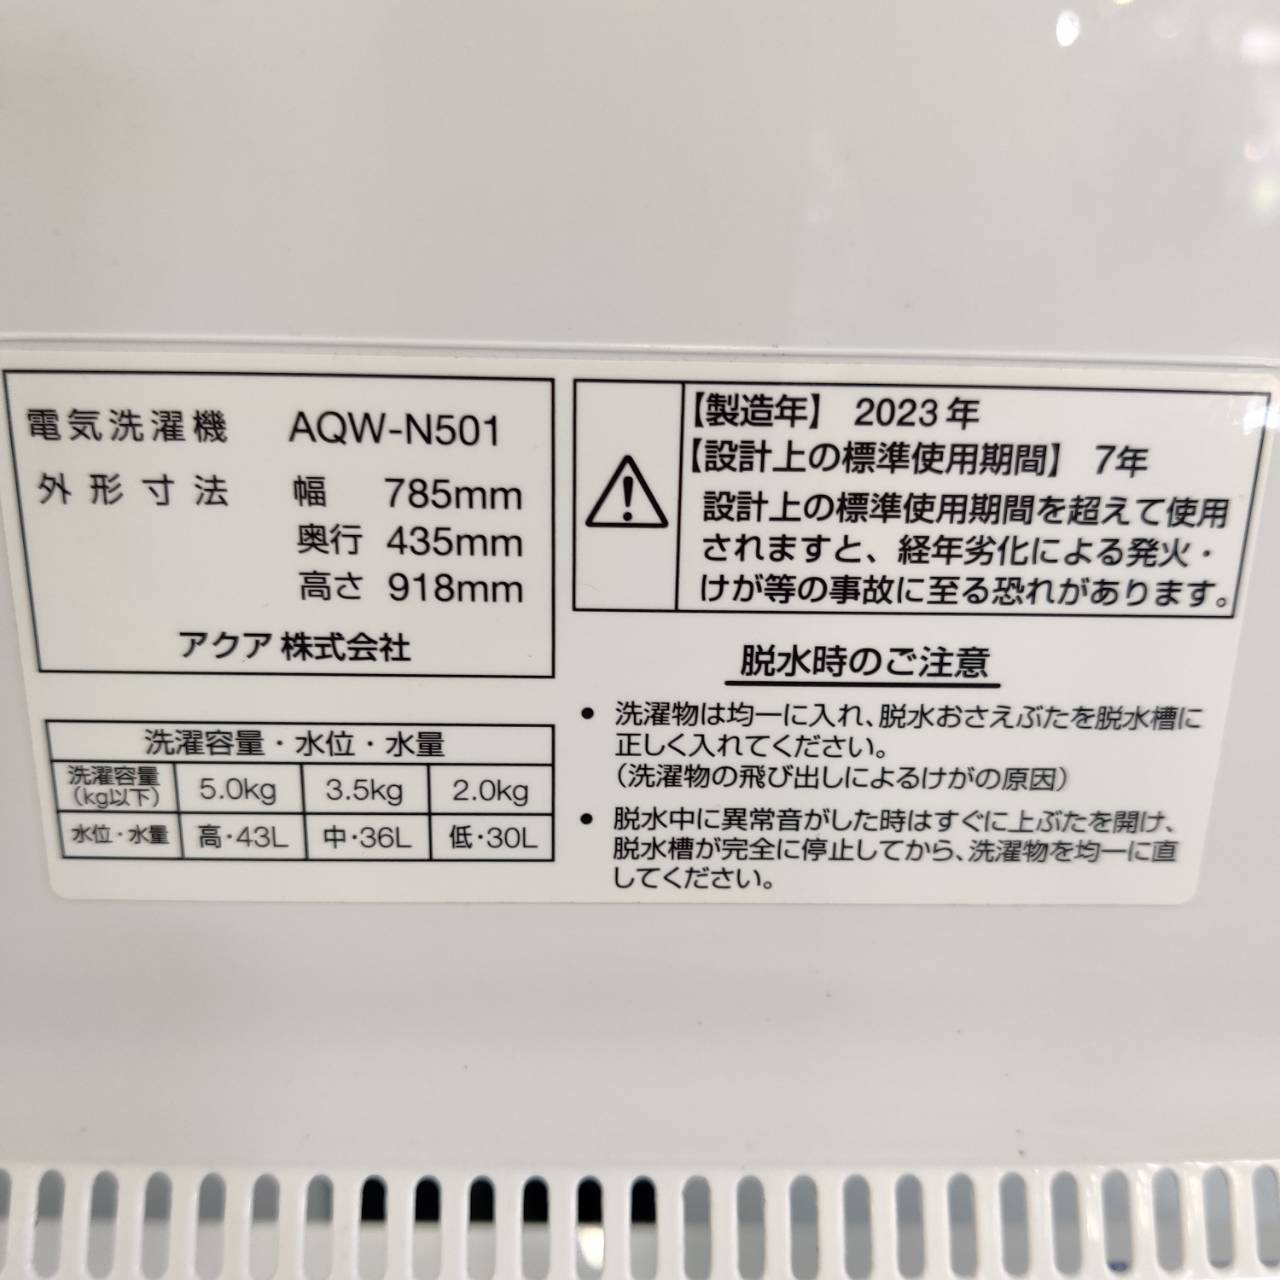 電気洗濯機 AQW-N501
外形寸法 幅 785mm
奥行 435mm
高さ 918mm
アクア株式会社
洗濯容量・水位・水量
洗濯容量(kg以下) 5.0kg 3.5kg 2.0kg
水位・水量 高・43L 中・36L 低・30L
【製造年】 2023年
【設計上の標準使用期間】 7年
設計上の標準使用期間を超えて使用
されますと、経年劣化による発火・
けが等の事故に至る恐れがあります。
脱水時のご注意
● 洗濯物は均一に入れ、脱水おさえぶたを脱水槽に
正しく入れてください。
(洗濯物の飛び出しによるけがの原因)
● 脱水中に異常音がした時はすぐに上ぶたを開け、
脱水槽が完全に停止してから、洗濯物を均一に直
してください。